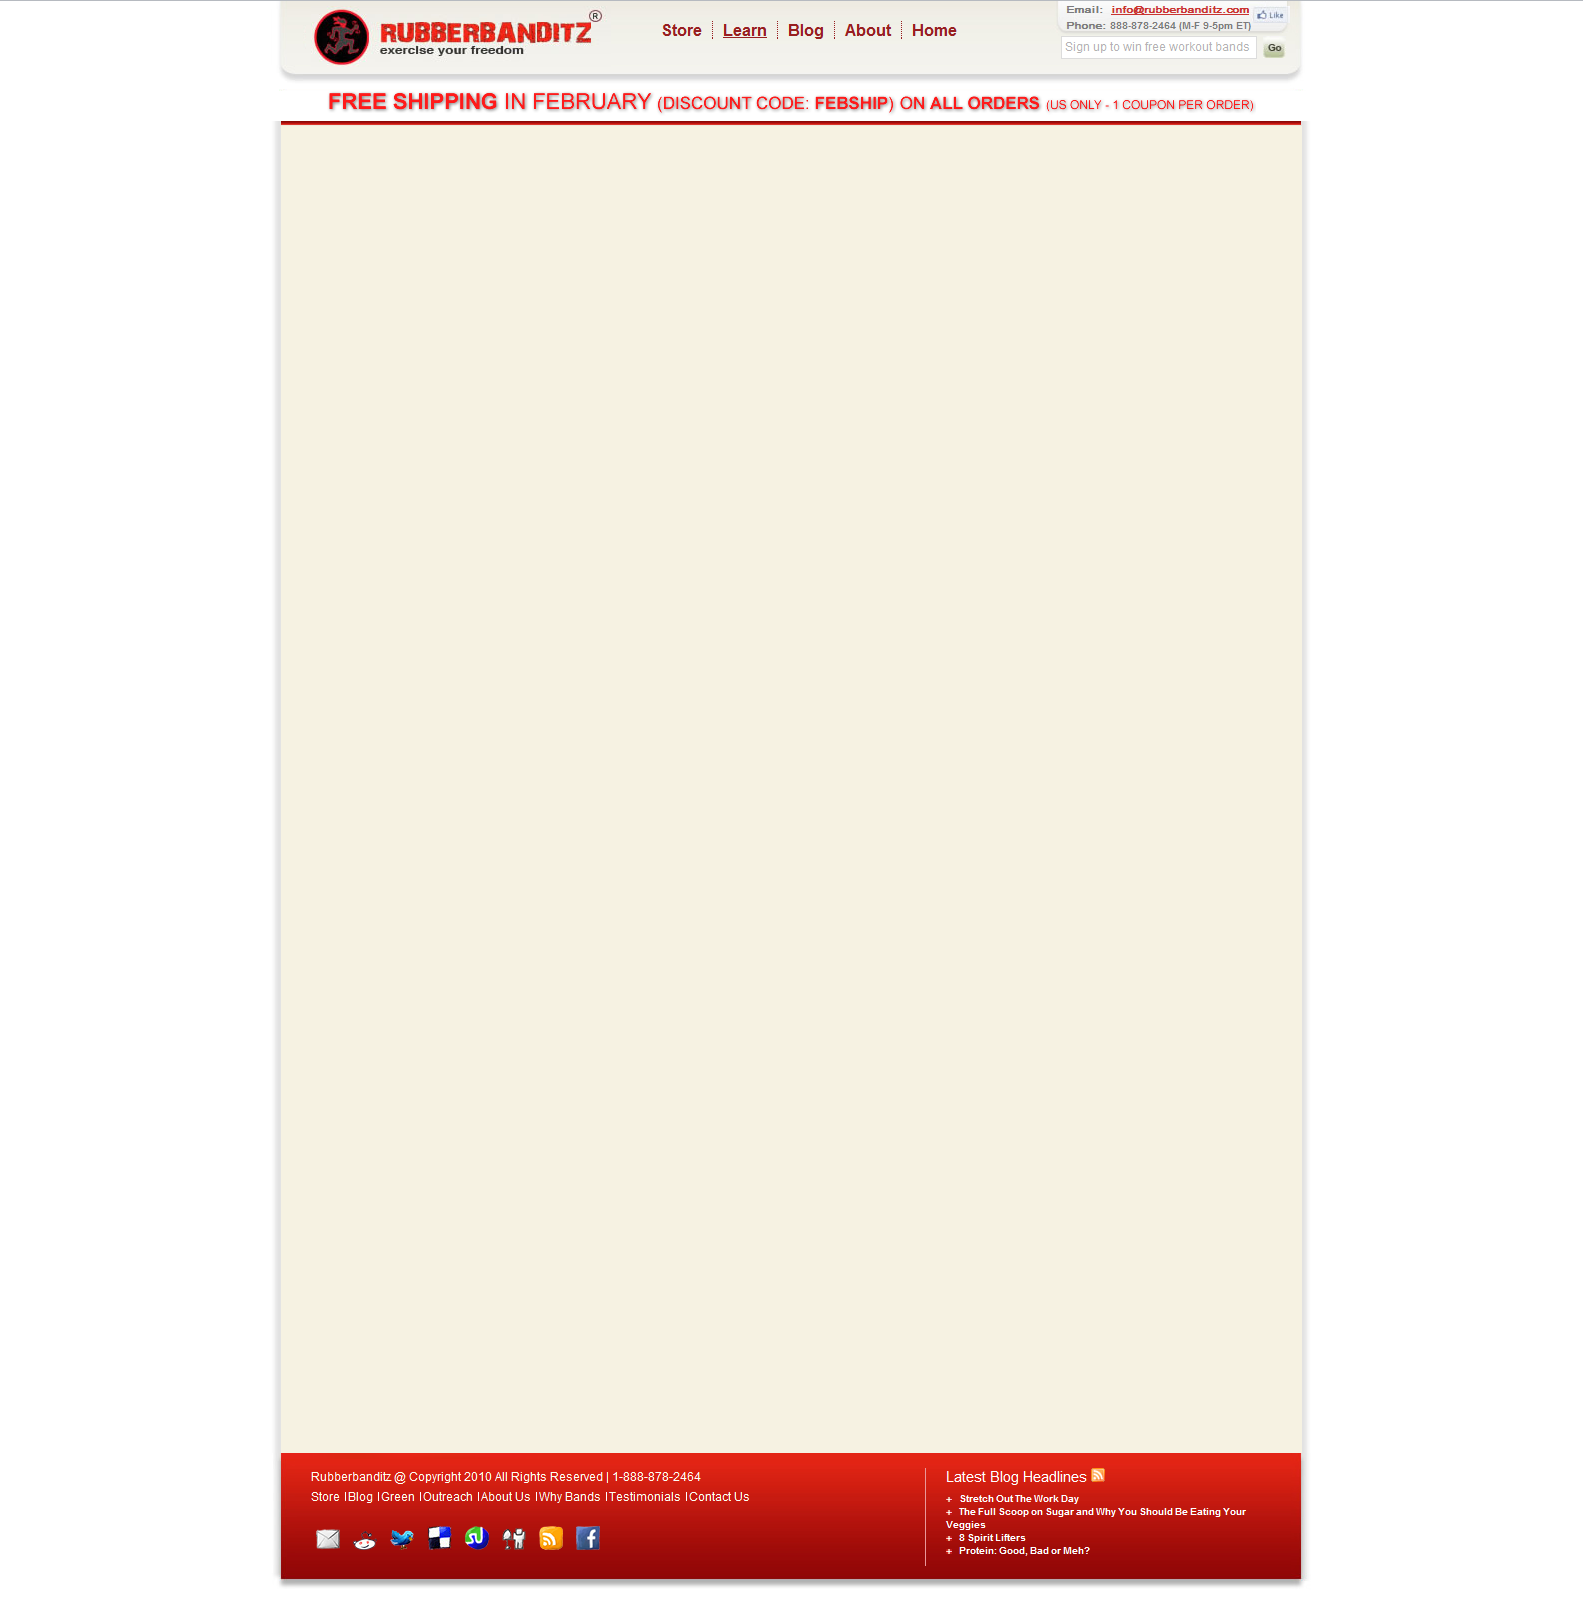 RUBBERBANDITZ®
exercise your freedom
Store
Learn
Blog
About
Home
Email: info@rubberbanditz.com
Like
Phone: 888-878-2464 (M-F 9-5pm ET)
Sign up to win free workout bands
Go
FREE SHIPPING IN FEBRUARY (DISCOUNT CODE: FEBSHIP) ON ALL ORDERS (US ONLY - 1 COUPON PER ORDER)
Rubberbanditz @ Copyright 2010 All Rights Reserved | 1-888-878-2464
Store |Blog |Green |Outreach |About Us |Why Bands |Testimonials |Contact Us
Latest Blog Headlines
+ Stretch Out The Work Day
+ The Full Scoop on Sugar and Why You Should Be Eating Your
Veggies
+ 8 Spirit Lifters
+ Protein: Good, Bad or Meh?